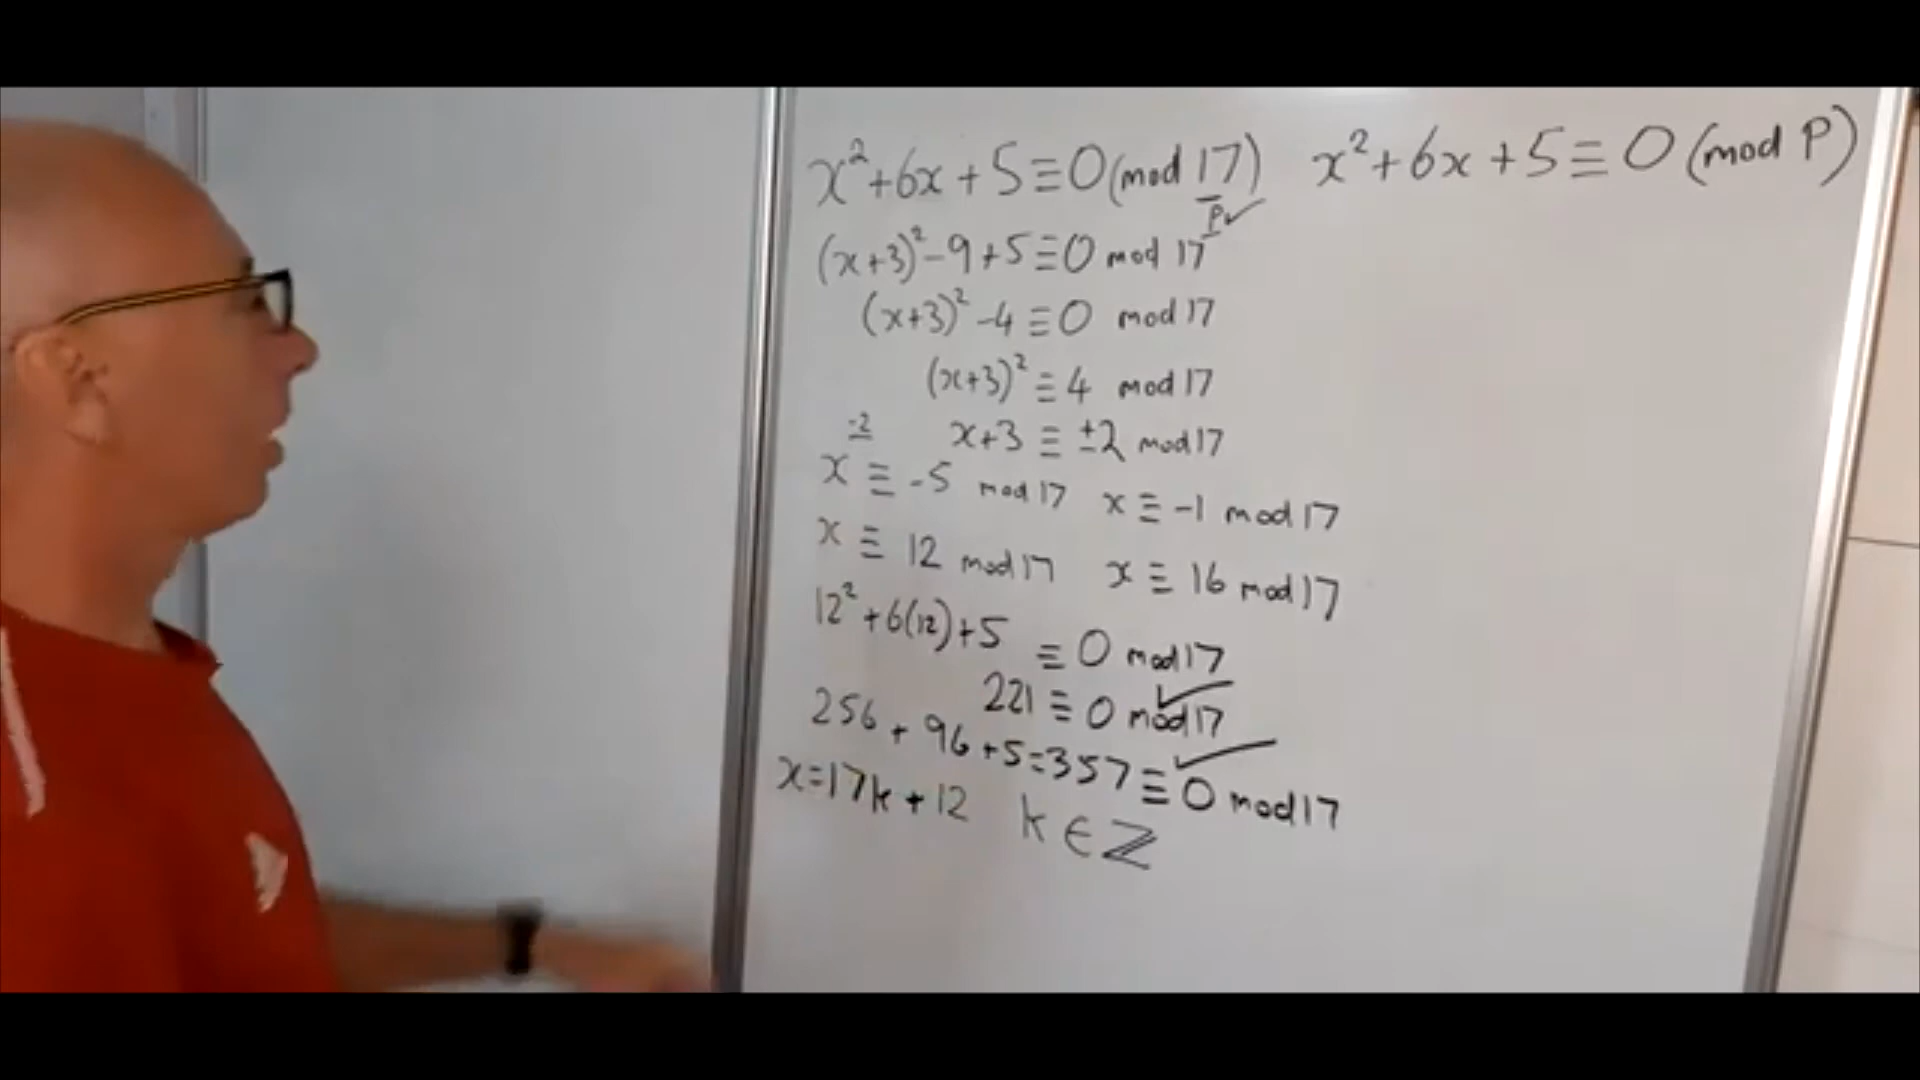 x²+6x+5≡0(mod 17)
P✓
(x+3)²-9+5≡0 mod 17
(x+3)²-4≡0 mod 17
(x+3)²≡4 mod 17
-2
x+3≡±2 mod 17
x≡-5 mod 17 x≡-1 mod 17
x≡12 mod 17 x≡16 mod 17
12²+6(12)+5≡0 mod 17
221≡0 mod 17 ✓
256+96+5=357≡0 mod 17 ✓
x=17k+12 k∈ℤ
x²+6x+5≡0 (mod P)